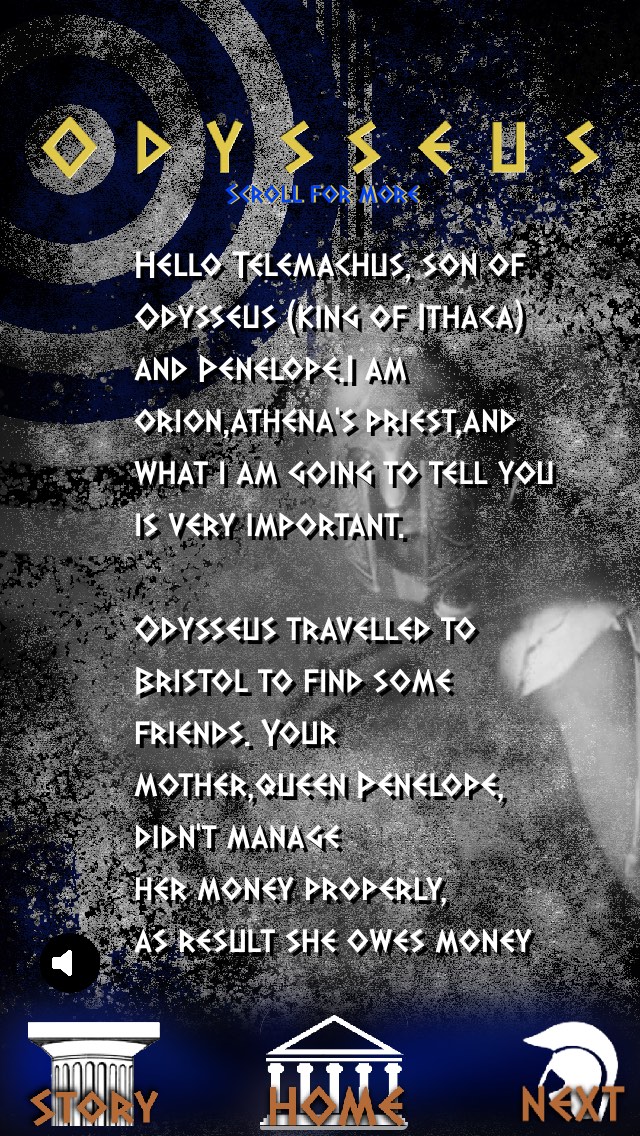 Odysseus
Scroll for more
Hello Telemachus, son of
Odysseus (king of Ithaca)
and Penelope.I am
orion,athena's priest,and
what I am going to tell you
is very important.
Odysseus travelled to
Bristol to find some
friends. Your
mother,queen Penelope,
didn't manage
her money properly,
as result she owes money
Story
Home
Next